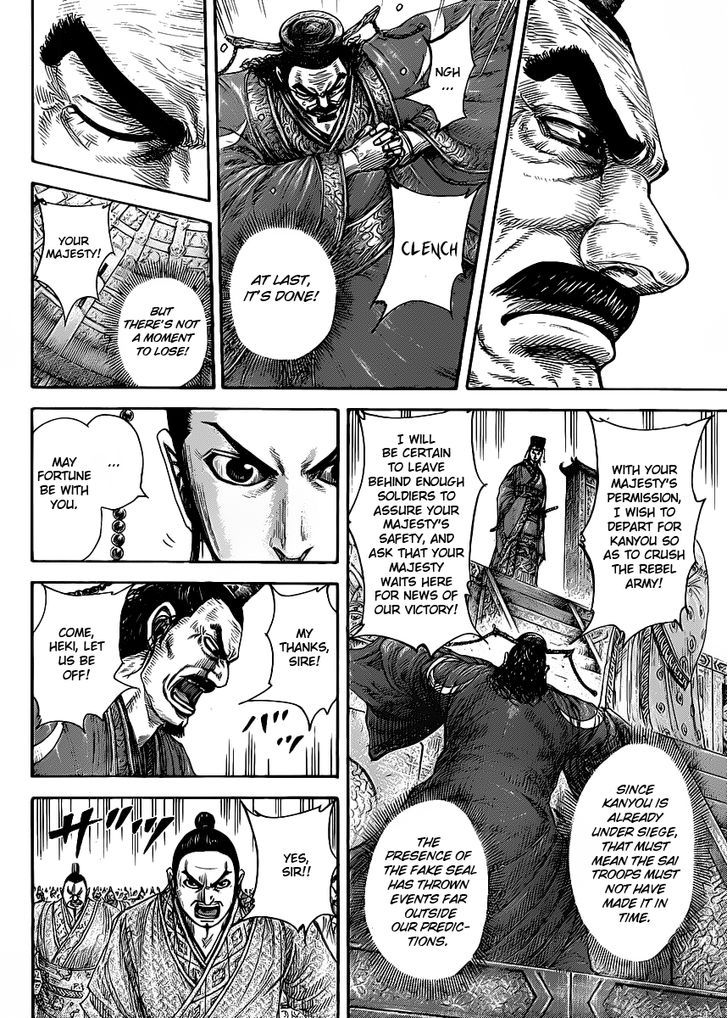 NGH
...
CLENCH
AT LAST,
IT'S DONE!
YOUR
MAJESTY!
BUT
THERE'S NOT
A MOMENT
TO LOSE!
WITH YOUR
MAJESTY'S
PERMISSION,
I WISH TO
DEPART FOR
KANYOU SO
AS TO CRUSH
THE REBEL
ARMY!
I WILL
BE CERTAIN
TO LEAVE
BEHIND ENOUGH
SOLDIERS TO
ASSURE YOUR
MAJESTY'S
SAFETY, AND
ASK THAT YOUR
MAJESTY
WAITS HERE
FOR NEWS OF
OUR VICTORY!
SINCE
KANYOU IS
ALREADY
UNDER SIEGE,
THAT MUST
MEAN THE SAI
TROOPS MUST
NOT HAVE
MADE IT IN
TIME.
THE
PRESENCE OF
THE FAKE SEAL
HAS THROWN
EVENTS FAR
OUTSIDE
OUR PREDIC-
TIONS.
...
MAY
FORTUNE
BE WITH
YOU.
MY
THANKS,
SIRE!
COME,
HEKI, LET
US BE
OFF!
バッ
YES,
SIR!!
ザッ